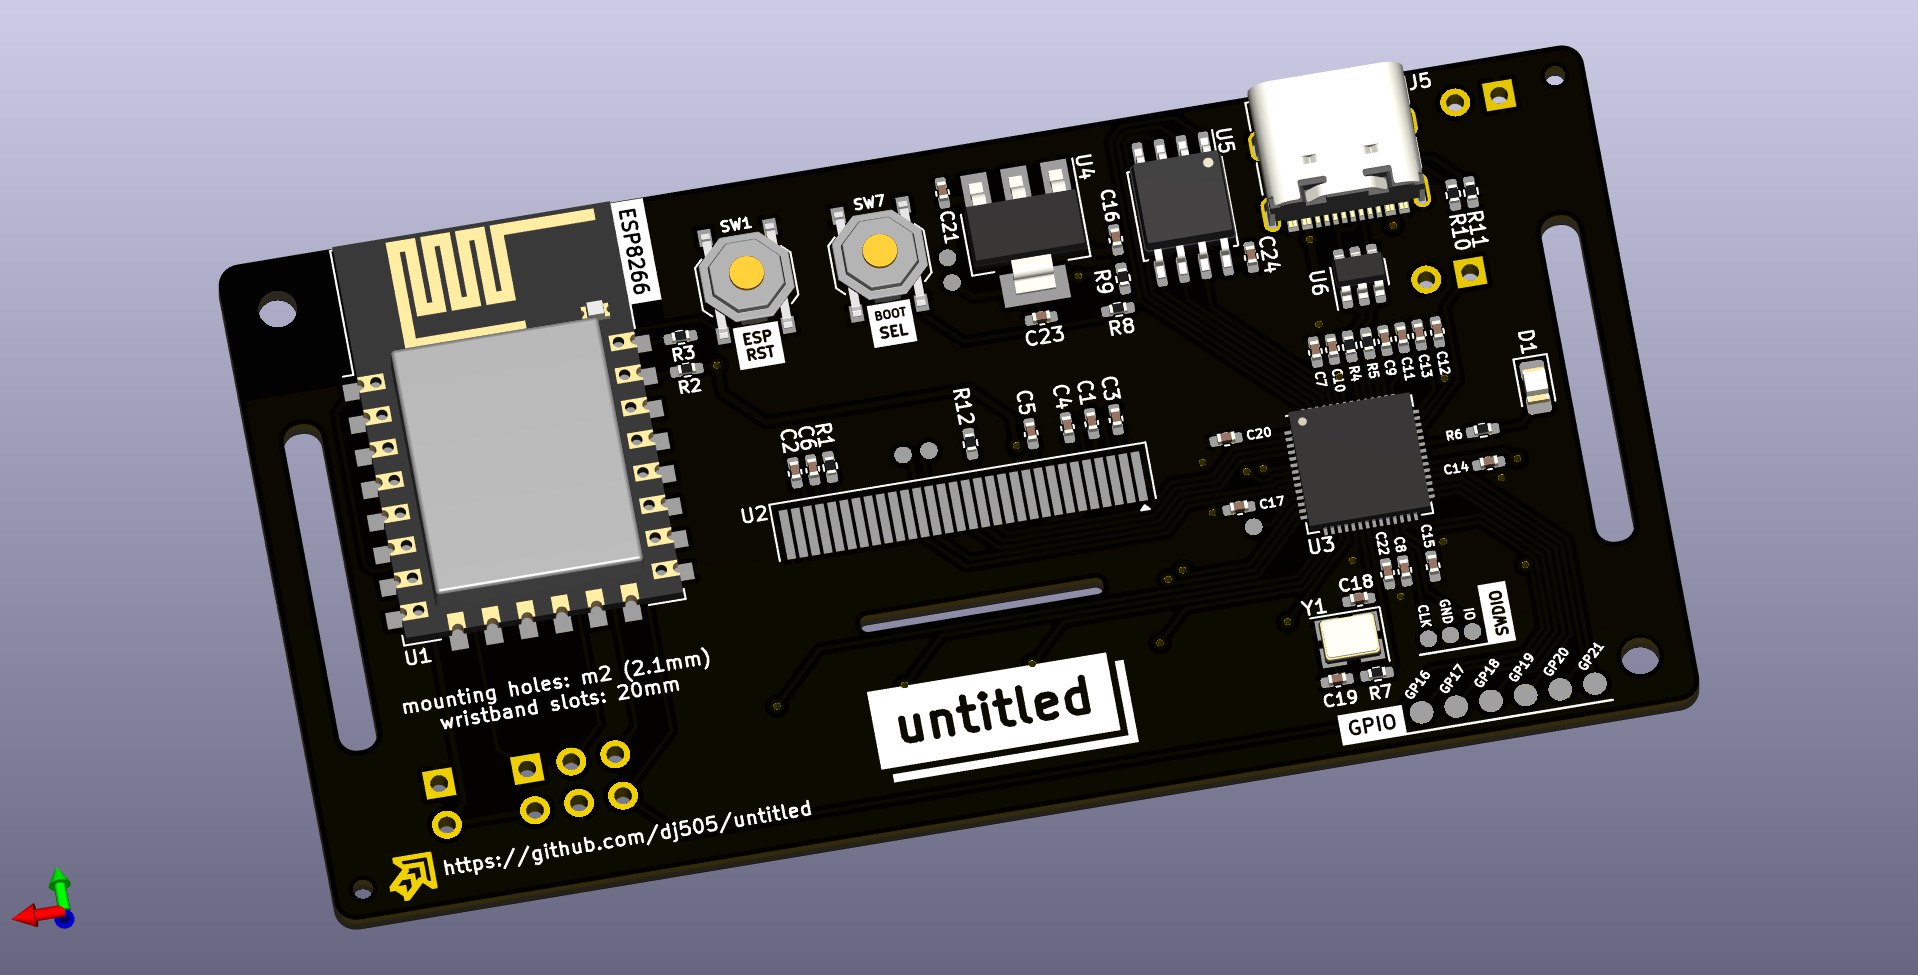 J5
U5
U4
ESP8266
SW1
SW7
C21
C16
R10
R11
C24
U6
R9
BOOT
SEL
ESP
RST
C23
R8
R3
R2
D1
C7
C10
R4
R5
C9
C11
C13
C12
R12
C5
C4
C1
C3
C2
C6
R1
C20
R6
C14
U2
C17
U3
C22
C8
C15
C18
Y1
CLK
GND
IO
SWDIO
U1
mounting holes: m2 (2.1mm)
wristband slots: 20mm
untitled
C19
R7
GP16
GP17
GP18
GP19
GP20
GP21
GPIO
https://github.com/dj505/untitled